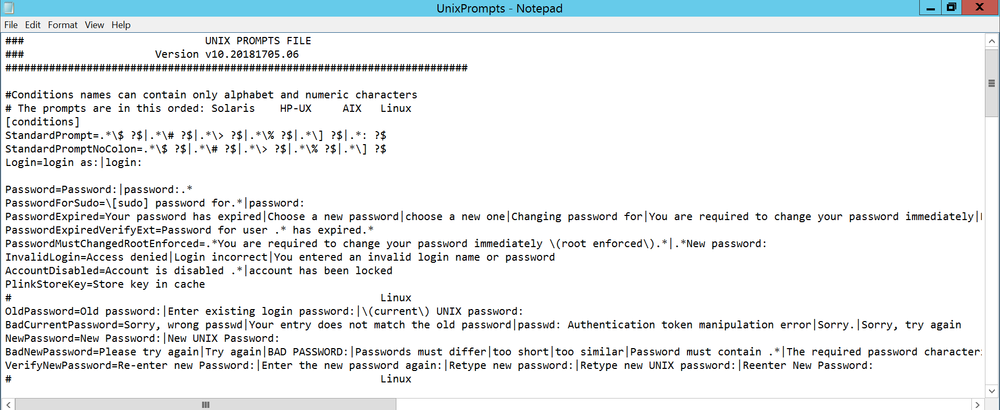 UnixPrompts - Notepad
File Edit Format View Help
### UNIX PROMPTS FILE
### Version v10.20181705.06
##########################################################################
#Conditions names can contain only alphabet and numeric characters
# The prompts are in this orded: Solaris HP-UX AIX Linux
[conditions]
StandardPrompt=.*\$ ?$|.*\# ?$|.*\> ?$|.*\% ?$|.*\] ?$|.*: ?$
StandardPromptNoColon=.*\$ ?$|.*\# ?$|.*\> ?$|.*\% ?$|.*\] ?$
Login=login as:|login:
Password=Password:|password:.*
PasswordForSudo=\[sudo] password for.*|password:
PasswordExpired=Your password has expired|Choose a new password|choose a new one|Changing password for|You are required to change your password immediately|
PasswordExpiredVerifyExt=Password for user .* has expired.*
PasswordMustChangedRootEnforced=.*You are required to change your password immediately \(root enforced\).*|.*New password:
InvalidLogin=Access denied|Login incorrect|You entered an invalid login name or password
AccountDisabled=Account is disabled .*|account has been locked
PlinkStoreKey=Store key in cache
# Linux
OldPassword=Old password:|Enter existing login password:|\(current\) UNIX password:
BadCurrentPassword=Sorry, wrong passwd|Your entry does not match the old password|passwd: Authentication token manipulation error|Sorry.|Sorry, try again
NewPassword=New Password:|New UNIX Password:
BadNewPassword=Please try again|Try again|BAD PASSWORD:|Passwords must differ|too short|too similar|Password must contain .*|The required password character
VerifyNewPassword=Re-enter new Password:|Enter the new password again:|Retype new password:|Retype new UNIX password:|Reenter New Password:
# Linux